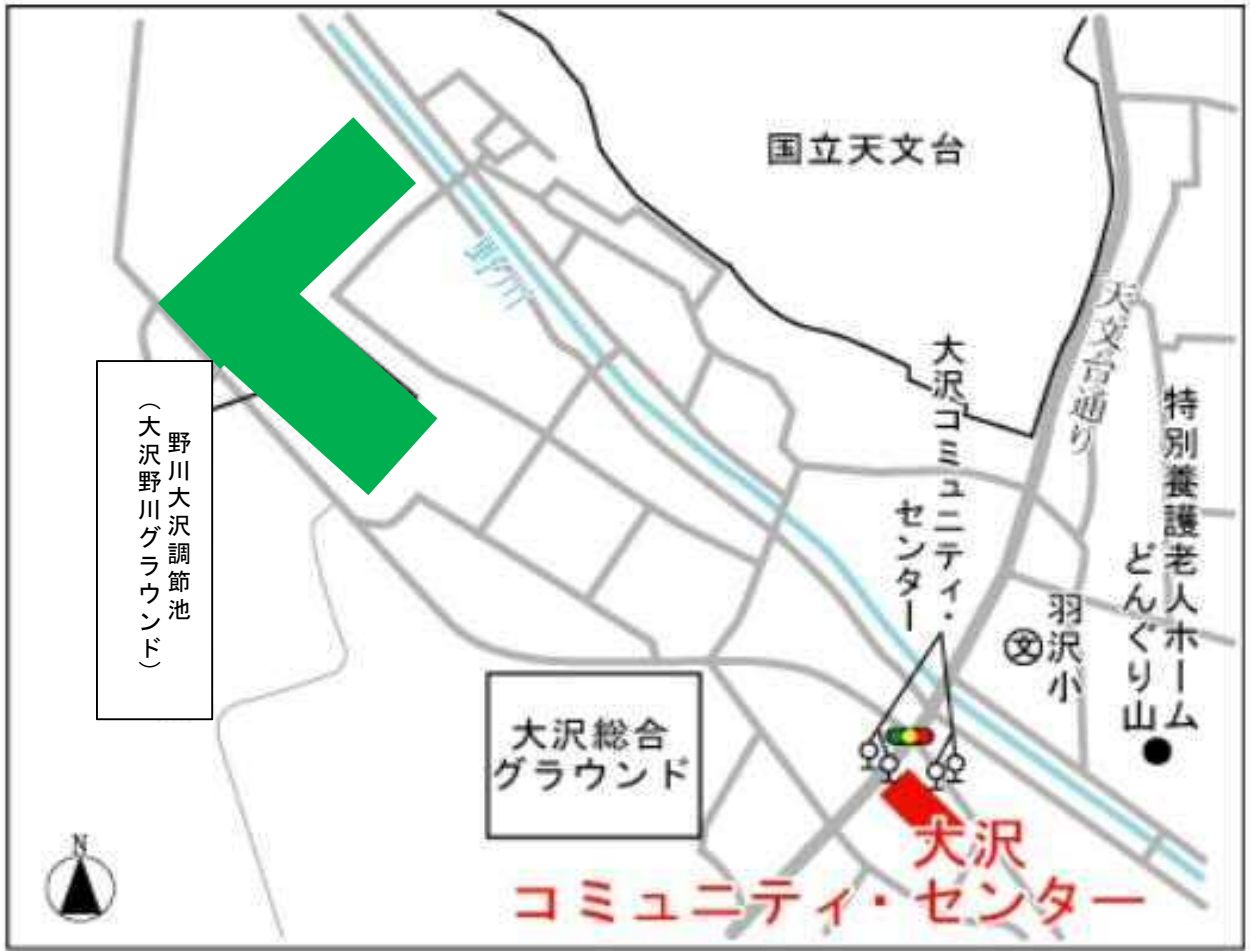 国立天文台
野川
天文台通り
大沢コミュニティ・
センター
特別養護老人ホーム
どんぐり山
野川大沢調節池
（大沢野川グラウンド）
文
羽沢小
大沢総合
グラウンド
大沢
コミュニティ・センター
N